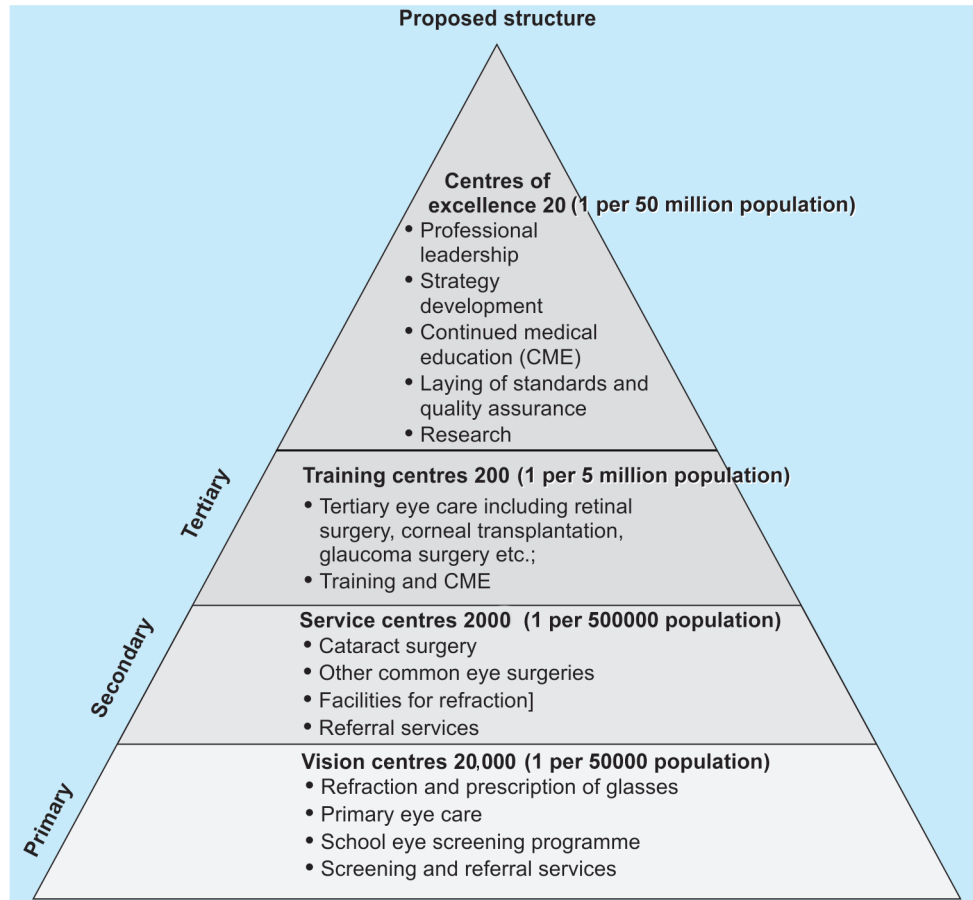 Proposed structure
Centres of
excellence 20 (1 per 50 million population)
• Professional
leadership
• Strategy
development
• Continued medical
education (CME)
• Laying of standards and
quality assurance
• Research
Tertiary
Training centres 200 (1 per 5 million population)
• Tertiary eye care including retinal
surgery, corneal transplantation,
glaucoma surgery etc.;
• Training and CME
Secondary
Service centres 2000 (1 per 500000 population)
• Cataract surgery
• Other common eye surgeries
• Facilities for refraction]
• Referral services
Primary
Vision centres 20,000 (1 per 50000 population)
• Refraction and prescription of glasses
• Primary eye care
• School eye screening programme
• Screening and referral services